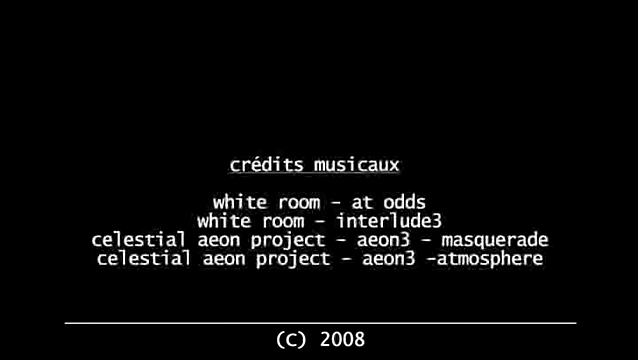 crédits musicaux
white room - at odds
white room - interlude3
celestial aeon project - aeon3 - masquerade
celestial aeon project - aeon3 -atmosphere
(C) 2008